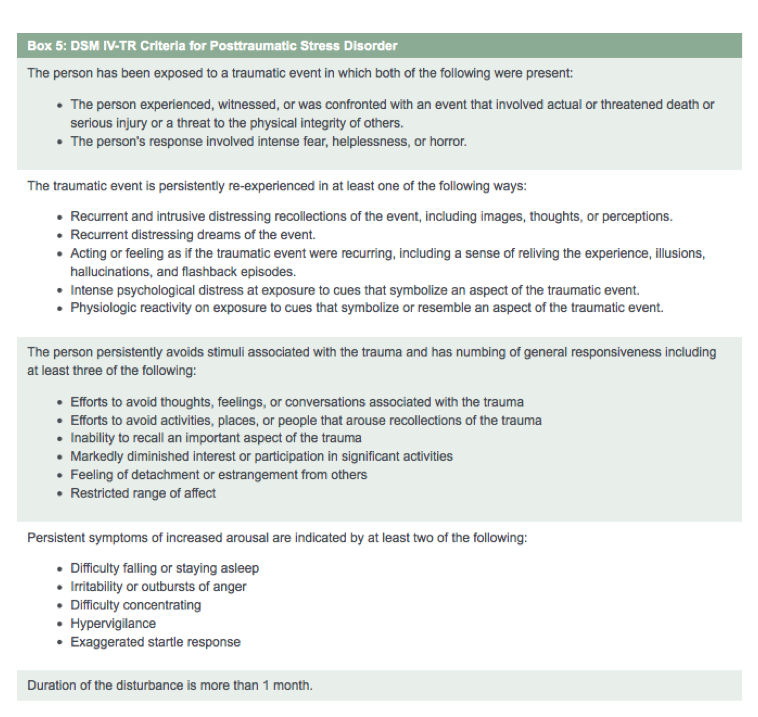 Box 5: DSM IV-TR Criteria for Posttraumatic Stress Disorder
The person has been exposed to a traumatic event in which both of the following were present:
• The person experienced, witnessed, or was confronted with an event that involved actual or threatened death or
serious injury or a threat to the physical integrity of others.
• The person's response involved intense fear, helplessness, or horror.
The traumatic event is persistently re-experienced in at least one of the following ways:
• Recurrent and intrusive distressing recollections of the event, including images, thoughts, or perceptions.
• Recurrent distressing dreams of the event.
• Acting or feeling as if the traumatic event were recurring, including a sense of reliving the experience, illusions,
hallucinations, and flashback episodes.
• Intense psychological distress at exposure to cues that symbolize an aspect of the traumatic event.
• Physiologic reactivity on exposure to cues that symbolize or resemble an aspect of the traumatic event.
The person persistently avoids stimuli associated with the trauma and has numbing of general responsiveness including
at least three of the following:
• Efforts to avoid thoughts, feelings, or conversations associated with the trauma
• Efforts to avoid activities, places, or people that arouse recollections of the trauma
• Inability to recall an important aspect of the trauma
• Markedly diminished interest or participation in significant activities
• Feeling of detachment or estrangement from others
• Restricted range of affect
Persistent symptoms of increased arousal are indicated by at least two of the following:
• Difficulty falling or staying asleep
• Irritability or outbursts of anger
• Difficulty concentrating
• Hypervigilance
• Exaggerated startle response
Duration of the disturbance is more than 1 month.